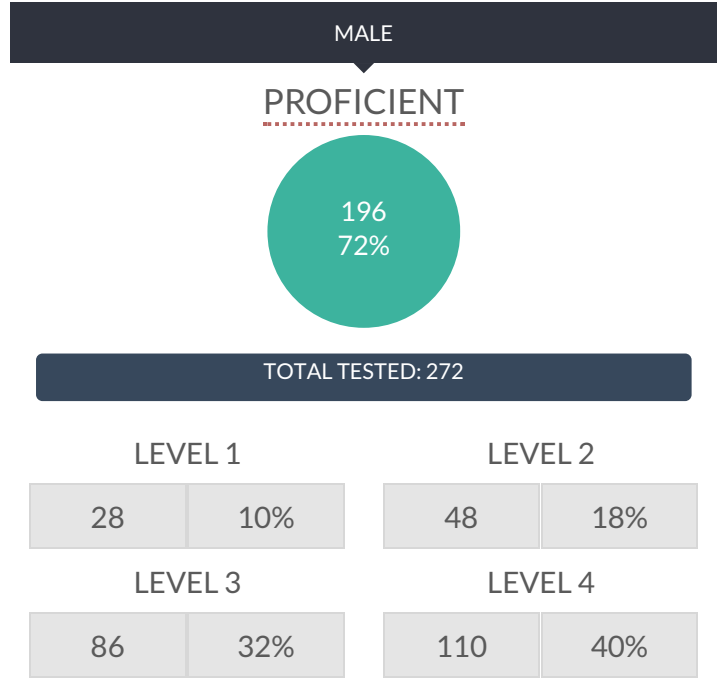 MALE
PROFICIENT
196
72%
TOTAL TESTED: 272
LEVEL 1
28 10%
LEVEL 2
48 18%
LEVEL 3
86 32%
LEVEL 4
110 40%